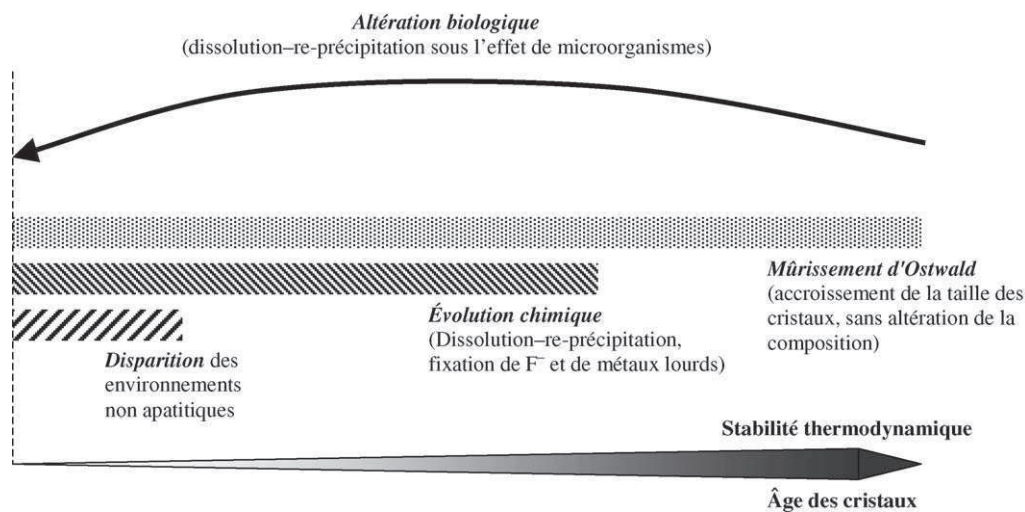 Altération biologique
(dissolution–re-précipitation sous l'effet de microorganismes)
Mûrissement d'Ostwald
(accroissement de la taille des
cristaux, sans altération de la
composition)
Évolution chimique
(Dissolution–re-précipitation,
fixation de F⁻ et de métaux lourds)
Disparition des
environnements
non apatitiques
Stabilité thermodynamique
Âge des cristaux